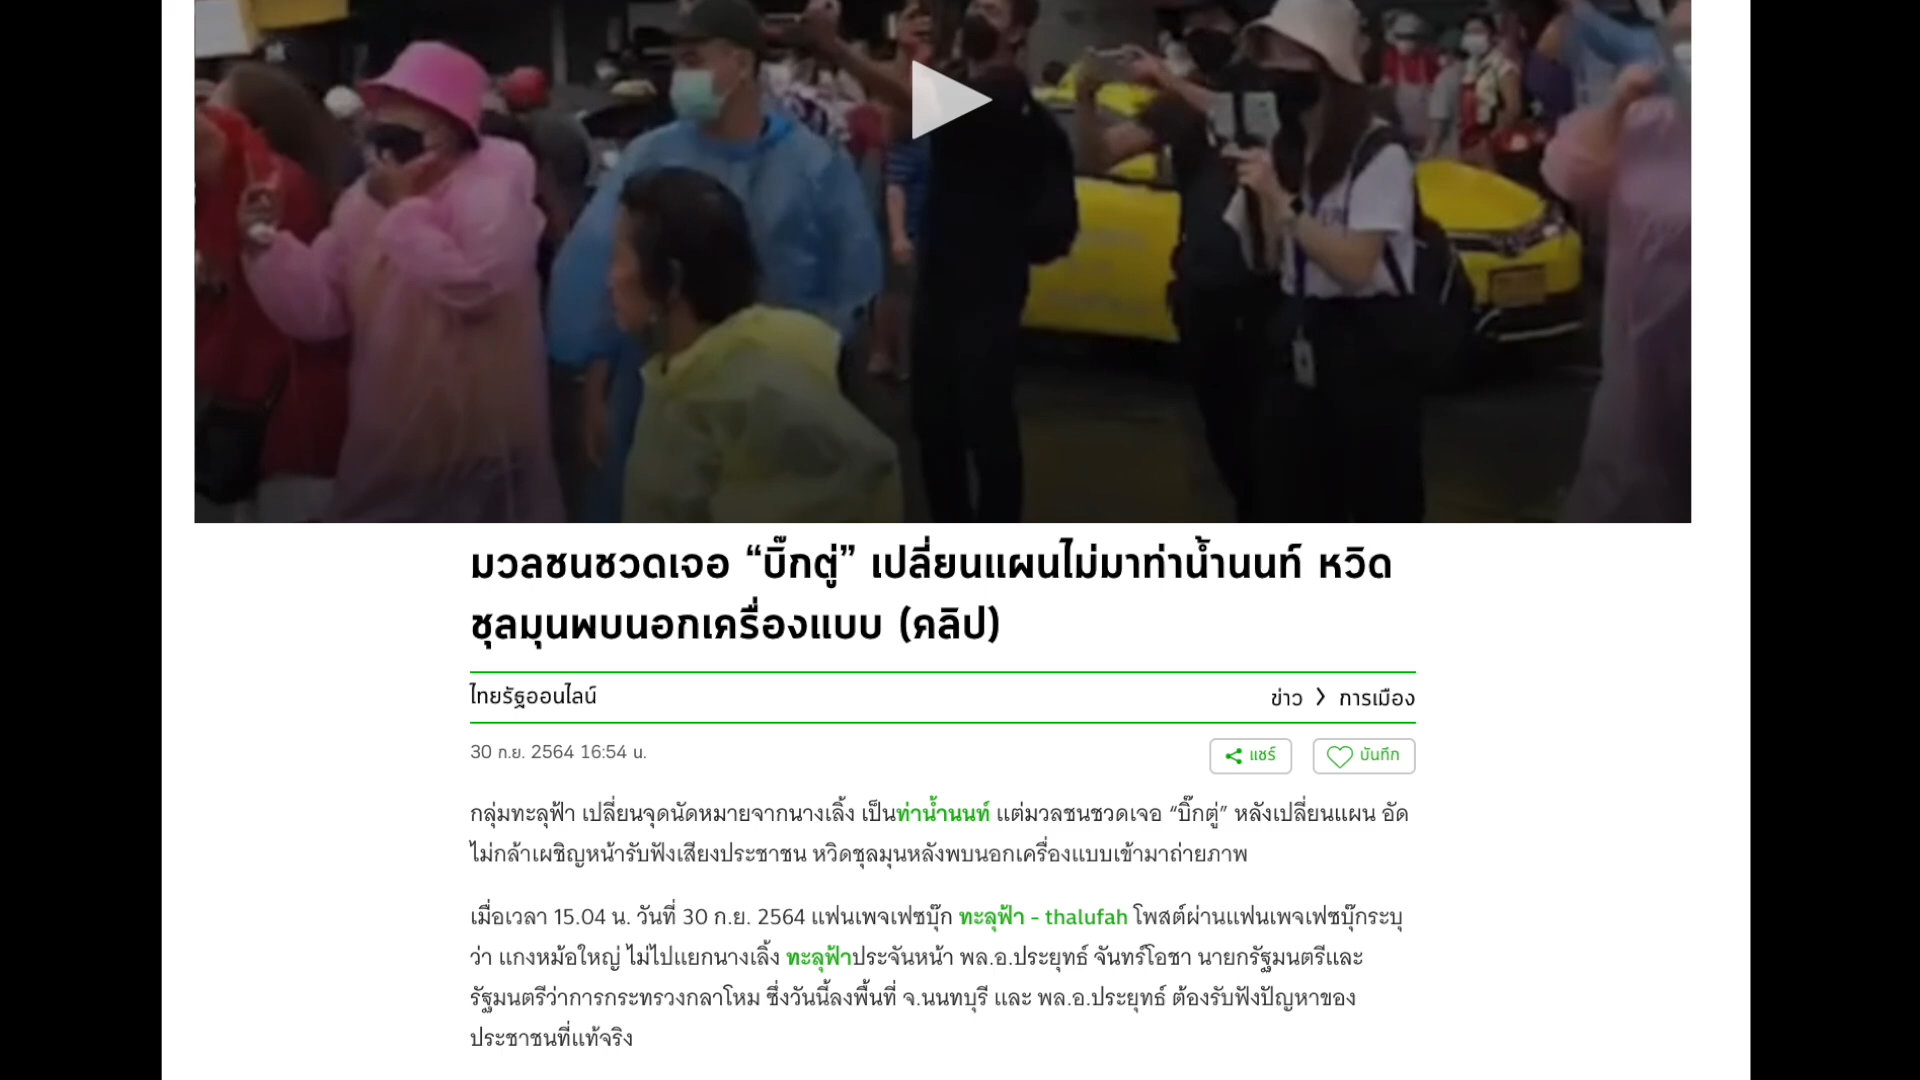 มวลชนชวดเจอ “บิ๊กตู่” เปลี่ยนแผนไม่มาท่าน้ำนนท์ หวิด
ชุลมุนพบนอกเครื่องแบบ (คลิป)
ไทยรัฐออนไลน์
ข่าว > การเมือง
30 ก.ย. 2564 16:54 น.
แชร์
บันทึก
กลุ่มทะลุฟ้า เปลี่ยนจุดนัดหมายจากนางเลิ้ง เป็นท่าน้ำนนท์ แต่มวลชนชวดเจอ “บิ๊กตู่” หลังเปลี่ยนแผน อัด
ไม่กล้าเผชิญหน้ารับฟังเสียงประชาชน หวิดชุลมุนหลังพบนอกเครื่องแบบเข้ามาถ่ายภาพ
เมื่อเวลา 15.04 น. วันที่ 30 ก.ย. 2564 แฟนเพจเฟซบุ๊ก ทะลุฟ้า - thalufah โพสต์ผ่านแฟนเพจเฟซบุ๊กระบุ
ว่า แกงหม้อใหญ่ ไม่ไปแยกนางเลิ้ง ทะลุฟ้าประจันหน้า พล.อ.ประยุทธ์ จันทร์โอชา นายกรัฐมนตรีและ
รัฐมนตรีว่าการกระทรวงกลาโหม ซึ่งวันนี้ลงพื้นที่ จ.นนทบุรี และ พล.อ.ประยุทธ์ ต้องรับฟังปัญหาของ
ประชาชนที่แท้จริง